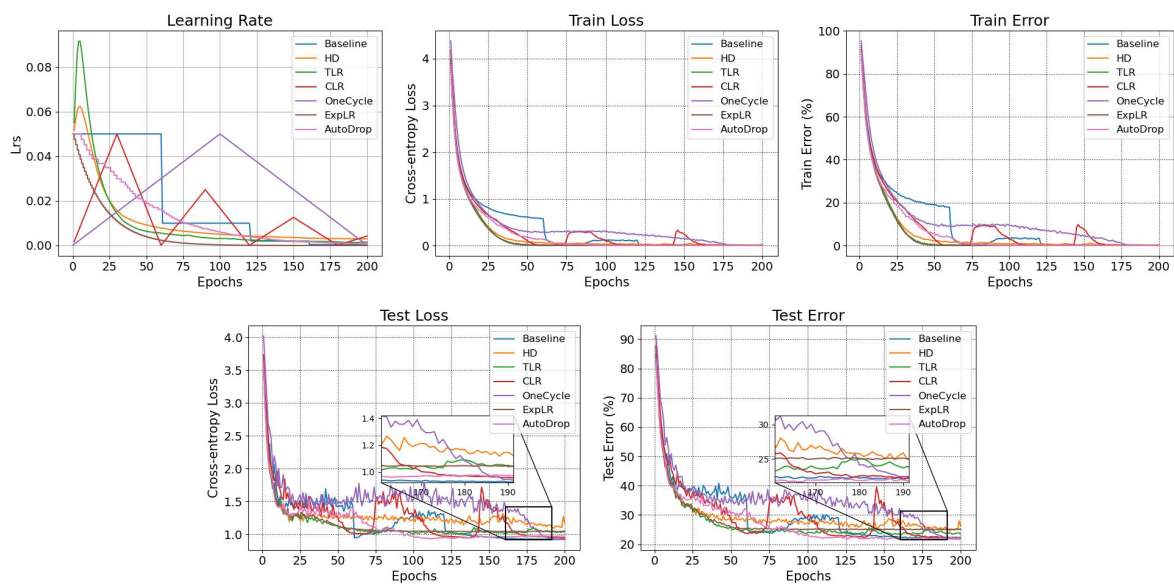 Learning Rate
Lrs
0.08
0.06
0.04
0.02
0.00
0 25 50 75 100 125 150 175 200
Epochs
Baseline
HD
TLR
CLR
OneCycle
ExpLR
AutoDrop
Train Loss
Cross-entropy Loss
4
3
2
1
0
0 25 50 75 100 125 150 175 200
Epochs
Baseline
HD
TLR
CLR
OneCycle
ExpLR
AutoDrop
Train Error
Train Error (%)
100
80
60
40
20
0
0 25 50 75 100 125 150 175 200
Epochs
Baseline
HD
TLR
CLR
OneCycle
ExpLR
AutoDrop
Test Loss
Cross-entropy Loss
4.0
3.5
3.0
2.5
2.0
1.5
1.0
0 25 50 75 100 125 150 175 200
Epochs
Baseline
HD
TLR
CLR
OneCycle
ExpLR
AutoDrop
1.4
1.2
1.0
170 180 190
Test Error
Test Error (%)
90
80
70
60
50
40
30
20
0 25 50 75 100 125 150 175 200
Epochs
Baseline
HD
TLR
CLR
OneCycle
ExpLR
AutoDrop
30
25
170 180 190